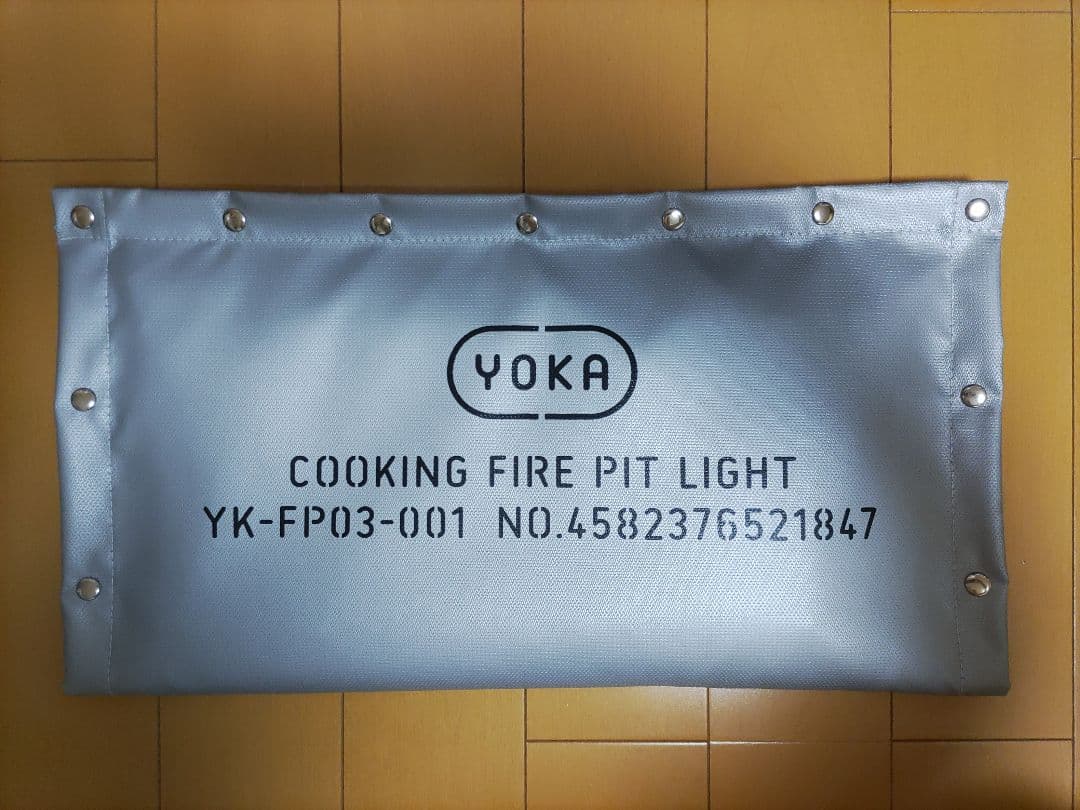 YOKA
COOKING FIRE PIT LIGHT
YK-FP03-001 NO.4582376521847